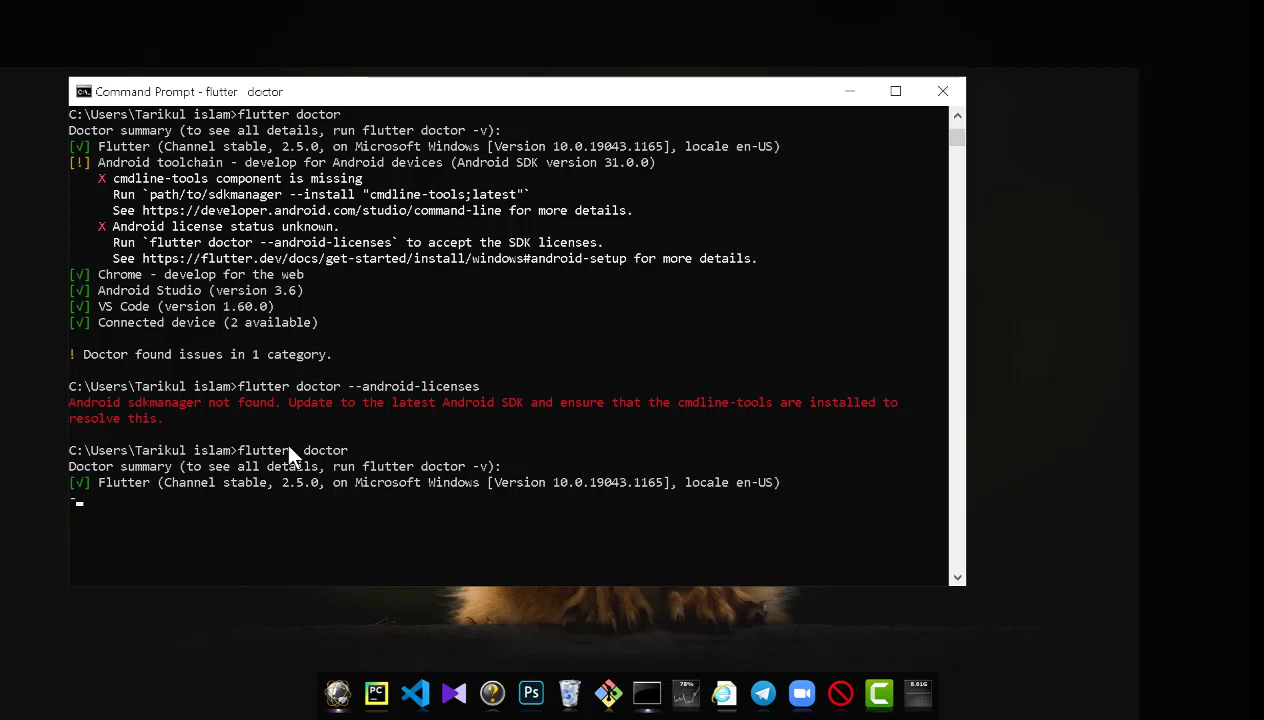 Command Prompt - flutter  doctor
C:\Users\Tarikul islam>flutter doctor
Doctor summary (to see all details, run flutter doctor -v):
[√] Flutter (Channel stable, 2.5.0, on Microsoft Windows [Version 10.0.19043.1165], locale en-US)
[!] Android toolchain - develop for Android devices (Android SDK version 31.0.0)
X cmdline-tools component is missing
Run `path/to/sdkmanager --install "cmdline-tools;latest"`
See https://developer.android.com/studio/command-line for more details.
X Android license status unknown.
Run `flutter doctor --android-licenses` to accept the SDK licenses.
See https://flutter.dev/docs/get-started/install/windows#android-setup for more details.
[√] Chrome - develop for the web
[√] Android Studio (version 3.6)
[√] VS Code (version 1.60.0)
[√] Connected device (2 available)
! Doctor found issues in 1 category.
C:\Users\Tarikul islam>flutter doctor --android-licenses
Android sdkmanager not found. Update to the latest Android SDK and ensure that the cmdline-tools are installed to
resolve this.
C:\Users\Tarikul islam>flutter  doctor
Doctor summary (to see all details, run flutter doctor -v):
[√] Flutter (Channel stable, 2.5.0, on Microsoft Windows [Version 10.0.19043.1165], locale en-US)
-
PC
?
Ps
78%
C
8.61G